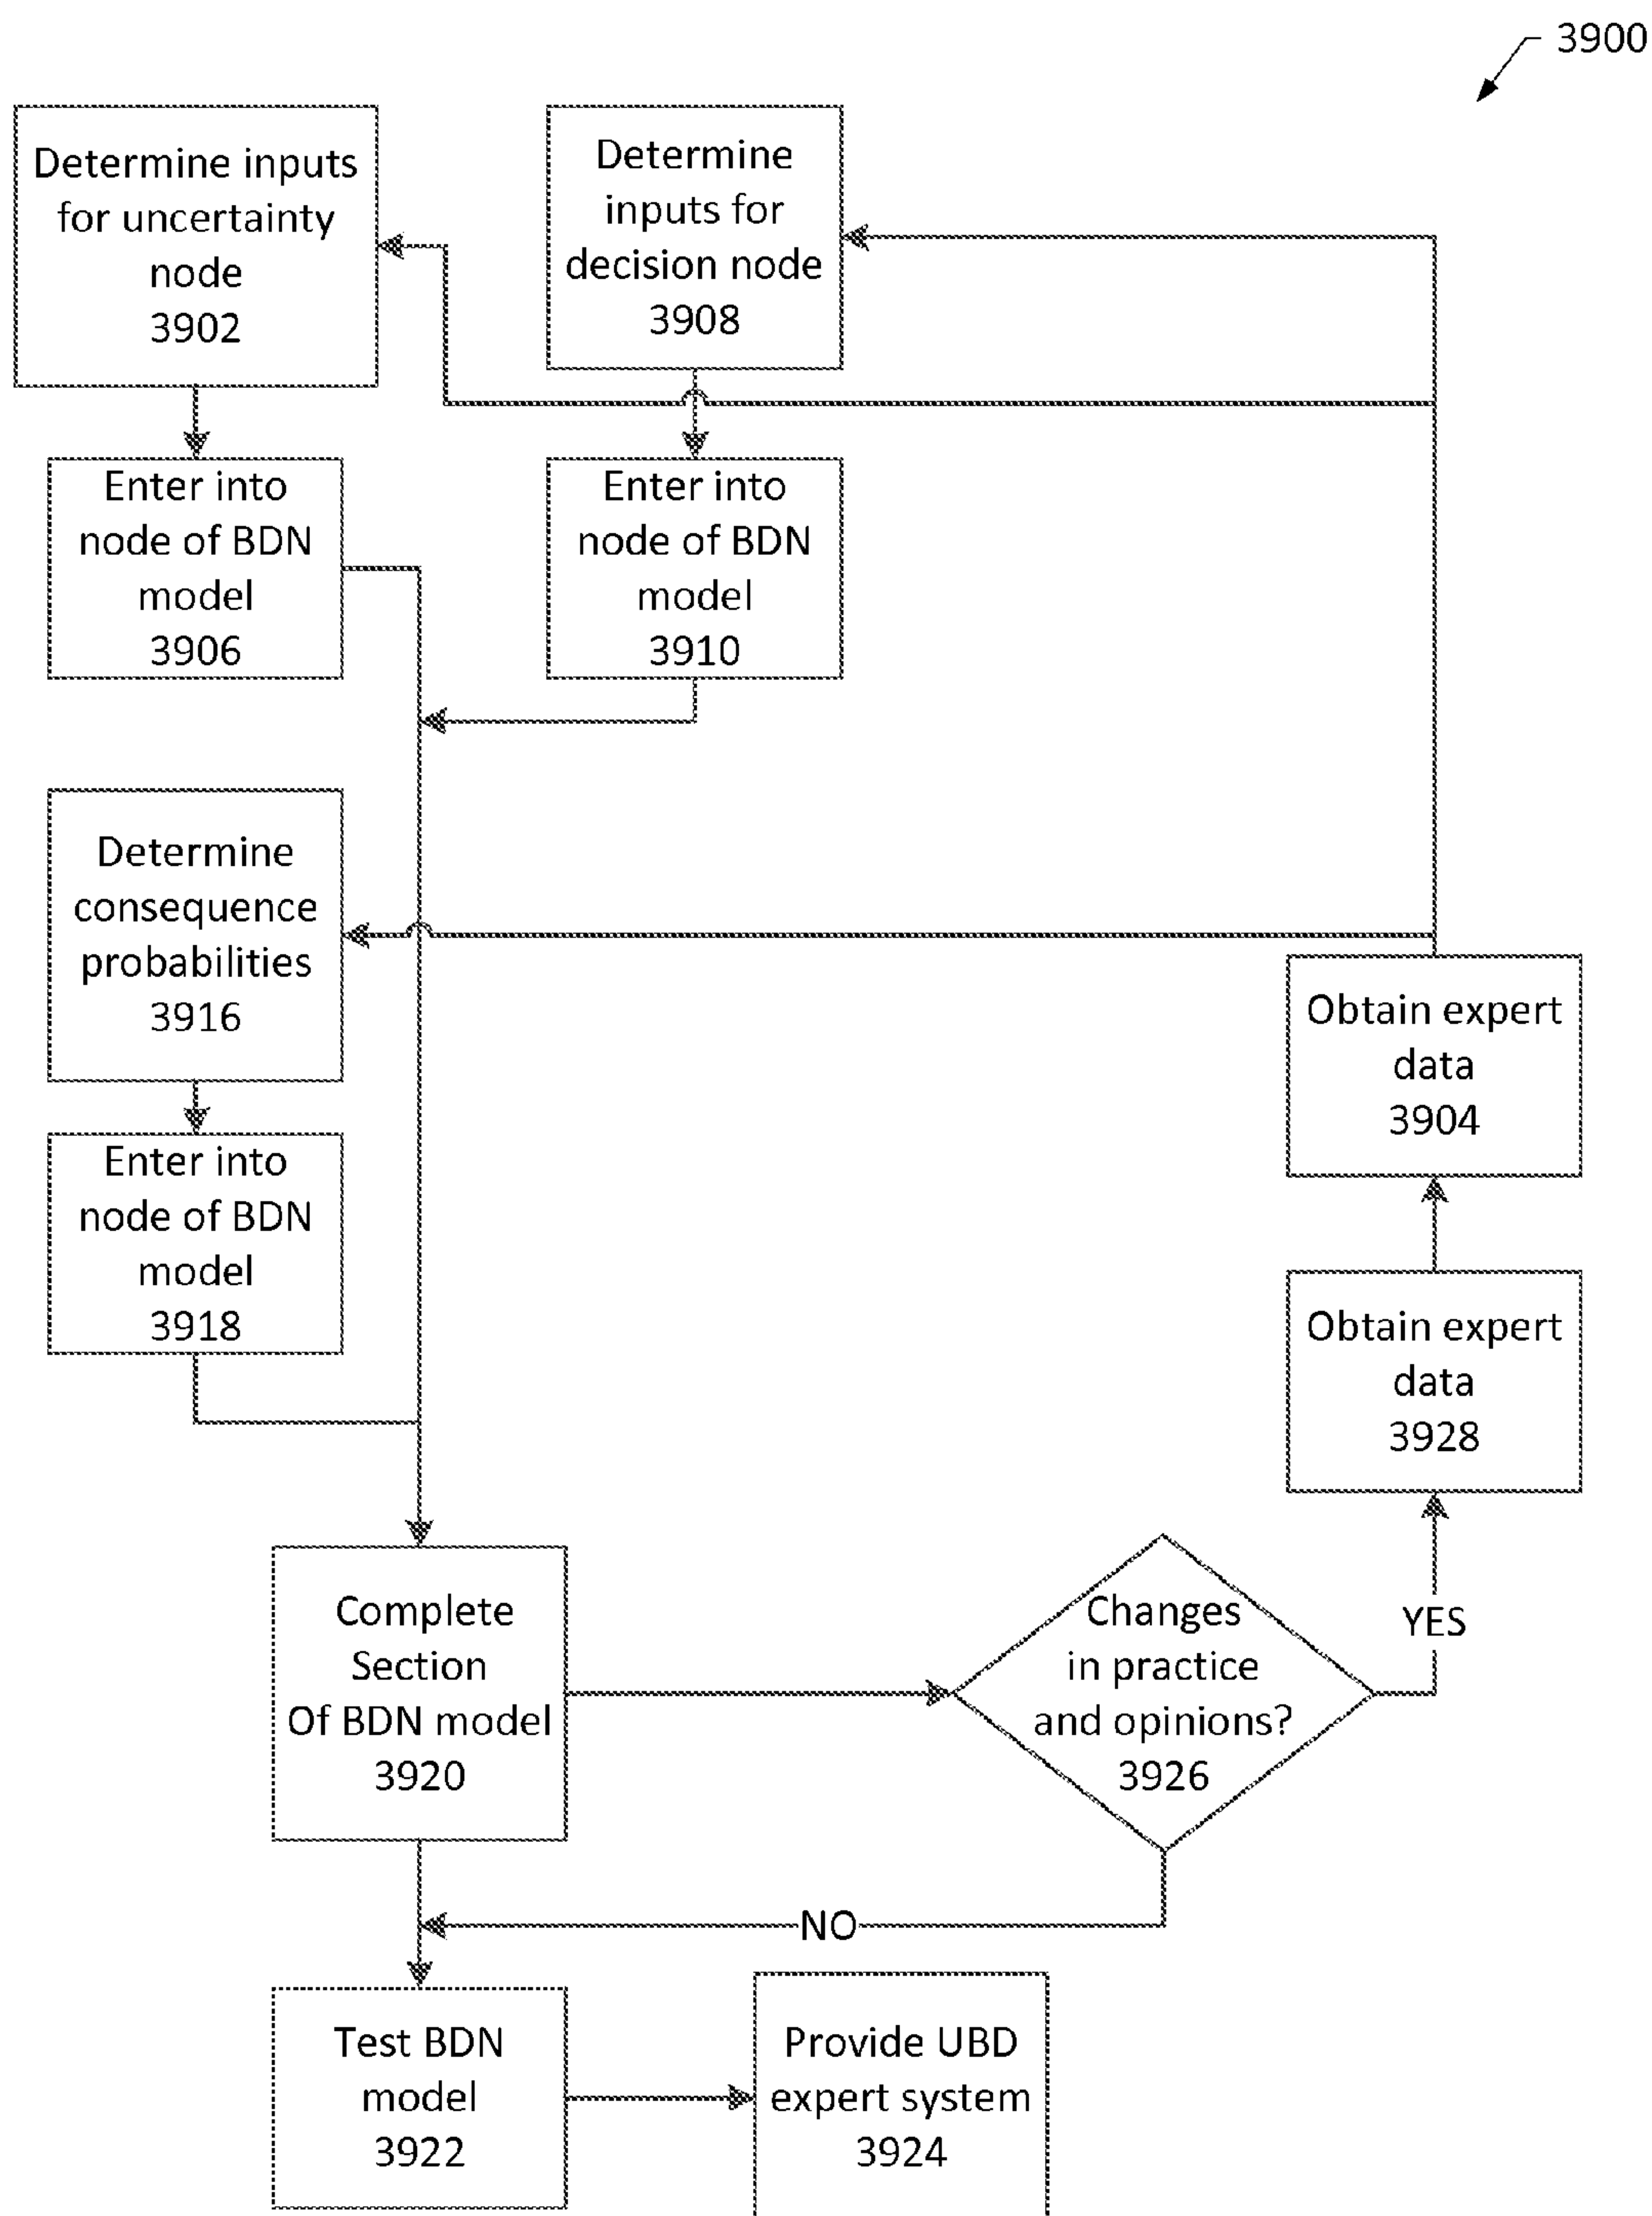 3900
Determine inputs
for uncertainty
node
3902
Determine
inputs for
decision node
3908
Enter into
node of BDN
model
3906
Enter into
node of BDN
model
3910
Determine
consequence
probabilities
3916
Obtain expert
data
3904
Enter into
node of BDN
model
3918
Obtain expert
data
3928
Complete
Section
Of BDN model
3920
Changes
in practice
and opinions?
3926
YES
NO
Test BDN
model
3922
Provide UBD
expert system
3924